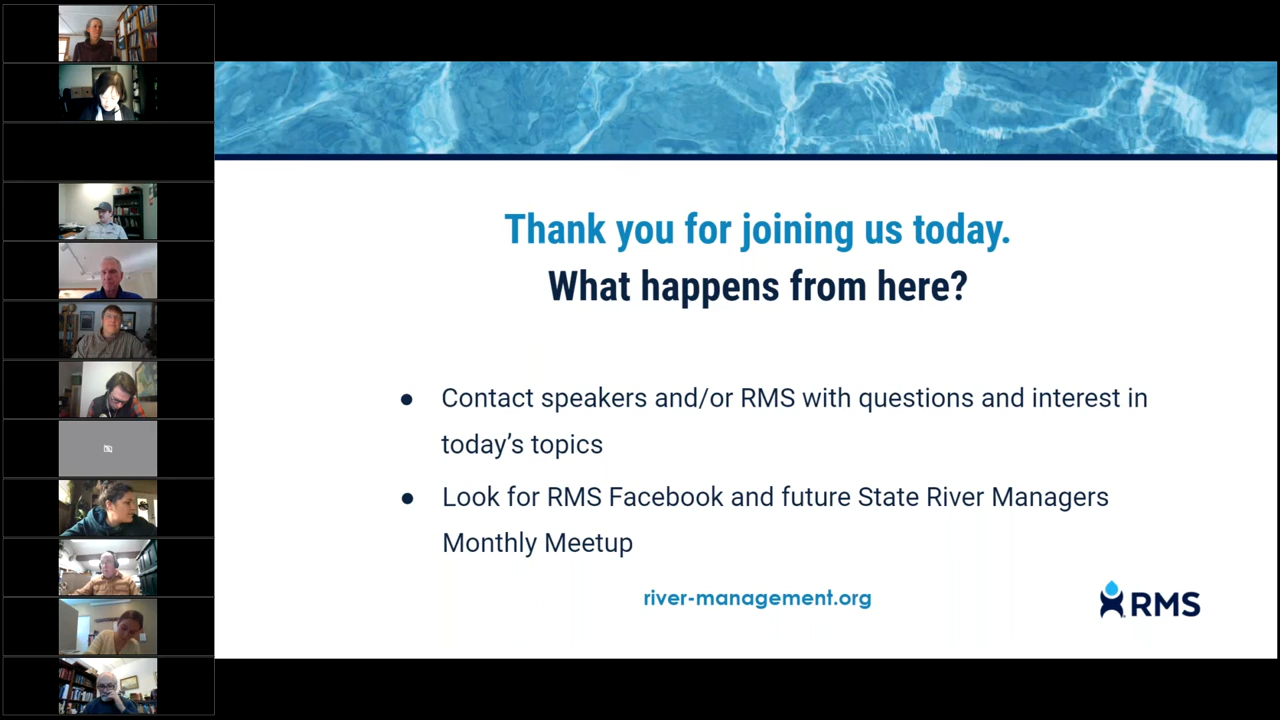 Thank you for joining us today.
What happens from here?
● Contact speakers and/or RMS with questions and interest in
today’s topics
● Look for RMS Facebook and future State River Managers
Monthly Meetup
river-management.org
RMS